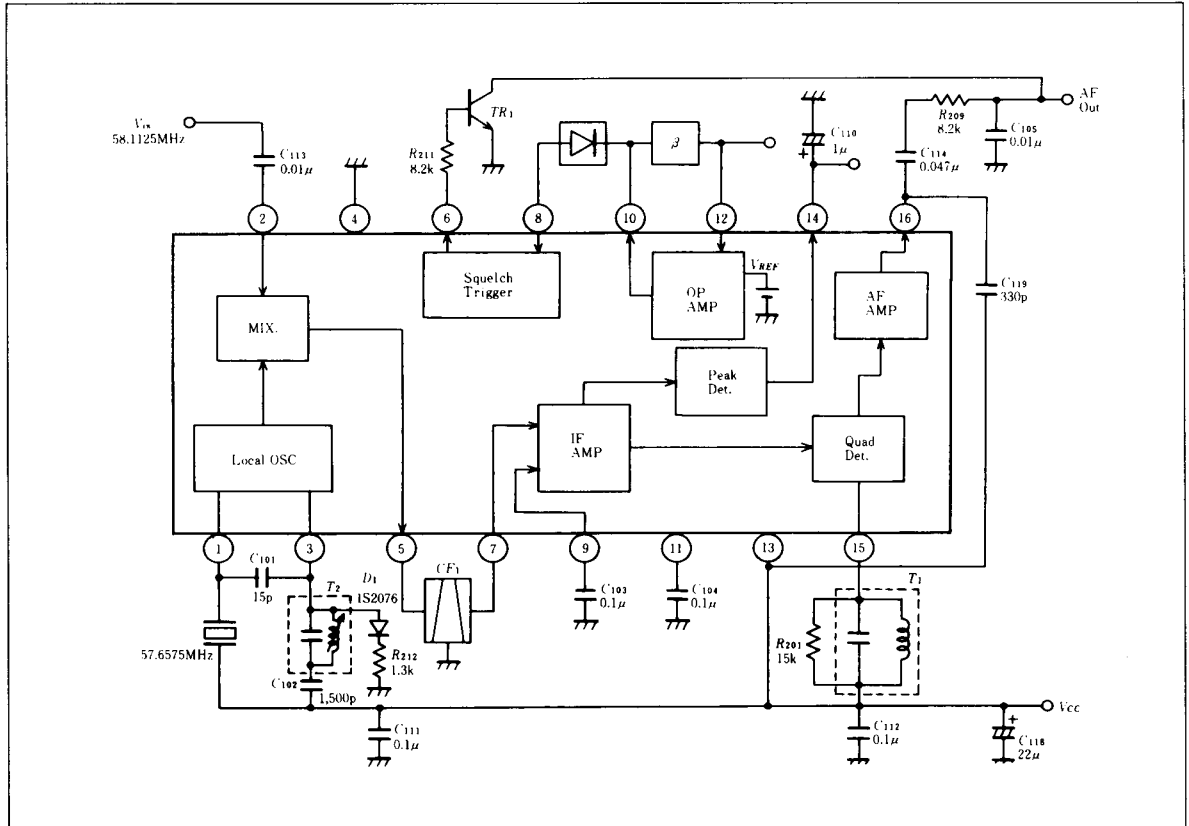 AF
Out
R209
8.2k
C105
0.01μ
TR1
Vin
58.1125MHz
C113
0.01μ
R211
8.2k
β
C110
1μ
+
C114
0.047μ
2
4
6
8
10
12
14
16
Squelch
Trigger
OP
AMP
VREF
AF
AMP
C119
330p
MIX.
Peak
Det.
IF
AMP
Quad
Det.
Local OSC
1
3
5
7
9
11
13
15
C101
15p
T2
D1
1S2076
CF1
C103
0.1μ
C104
0.1μ
T1
57.6575MHz
R212
1.3k
R201
15k
C102
1,500p
Vcc
C111
0.1μ
C112
0.1μ
+
C118
22μ